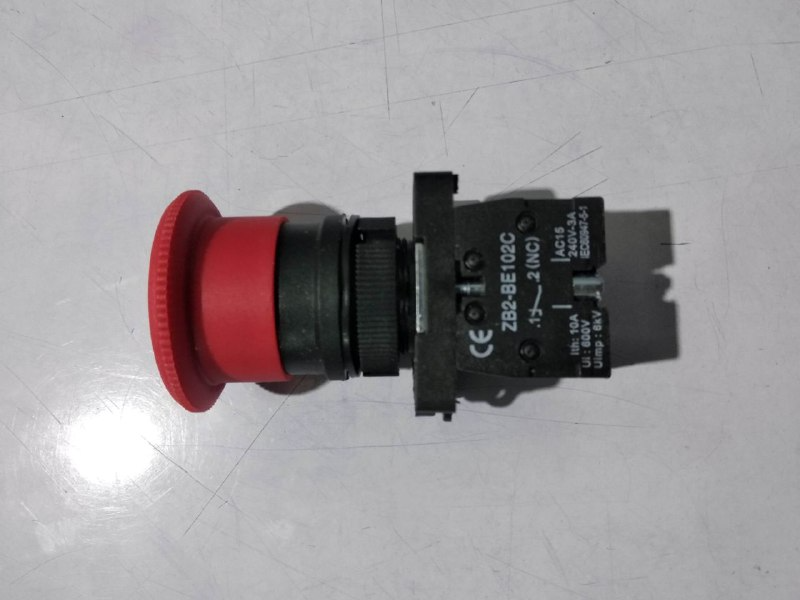 CE
ZB2-BE102C
.1 .2 (NC)
AC15
240V-3A
IEC60947-5-1
Ith: 10A
Ui : 600V
Uimp : 6kV